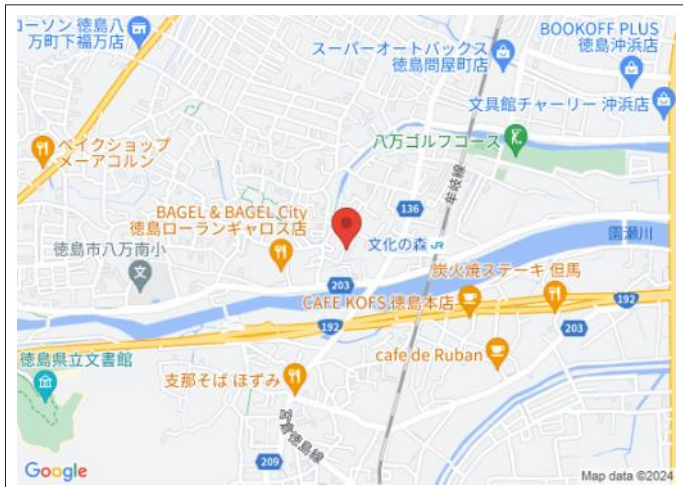 ローソン 徳島八
万町下福万店
BOOKOFF PLUS
徳島沖浜店
スーパーオートバックス
徳島問屋町店
文具館チャーリー 沖浜店
八万ゴルフコース
ベイクショップ
メーアコルン
牟岐線
BAGEL & BAGEL City
徳島ローランギャロス店
136
文化の森
JR
園瀬川
徳島市八万南小
文
203
炭火焼ステーキ 但馬
CAFE KOFS 徳島本店
192
192
203
cafe de Ruban
徳島県立文書館
支那そば ほずみ
209
Google
Map data ©2024